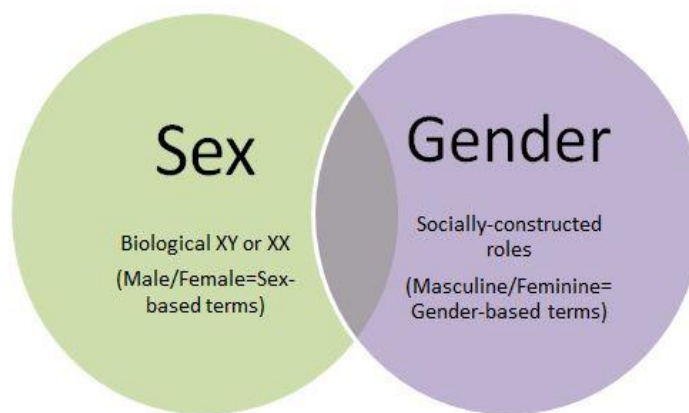 Sex
Biological XY or XX
(Male/Female=Sex-
based terms)
Gender
Socially-constructed
roles
(Masculine/Feminine=
Gender-based terms)